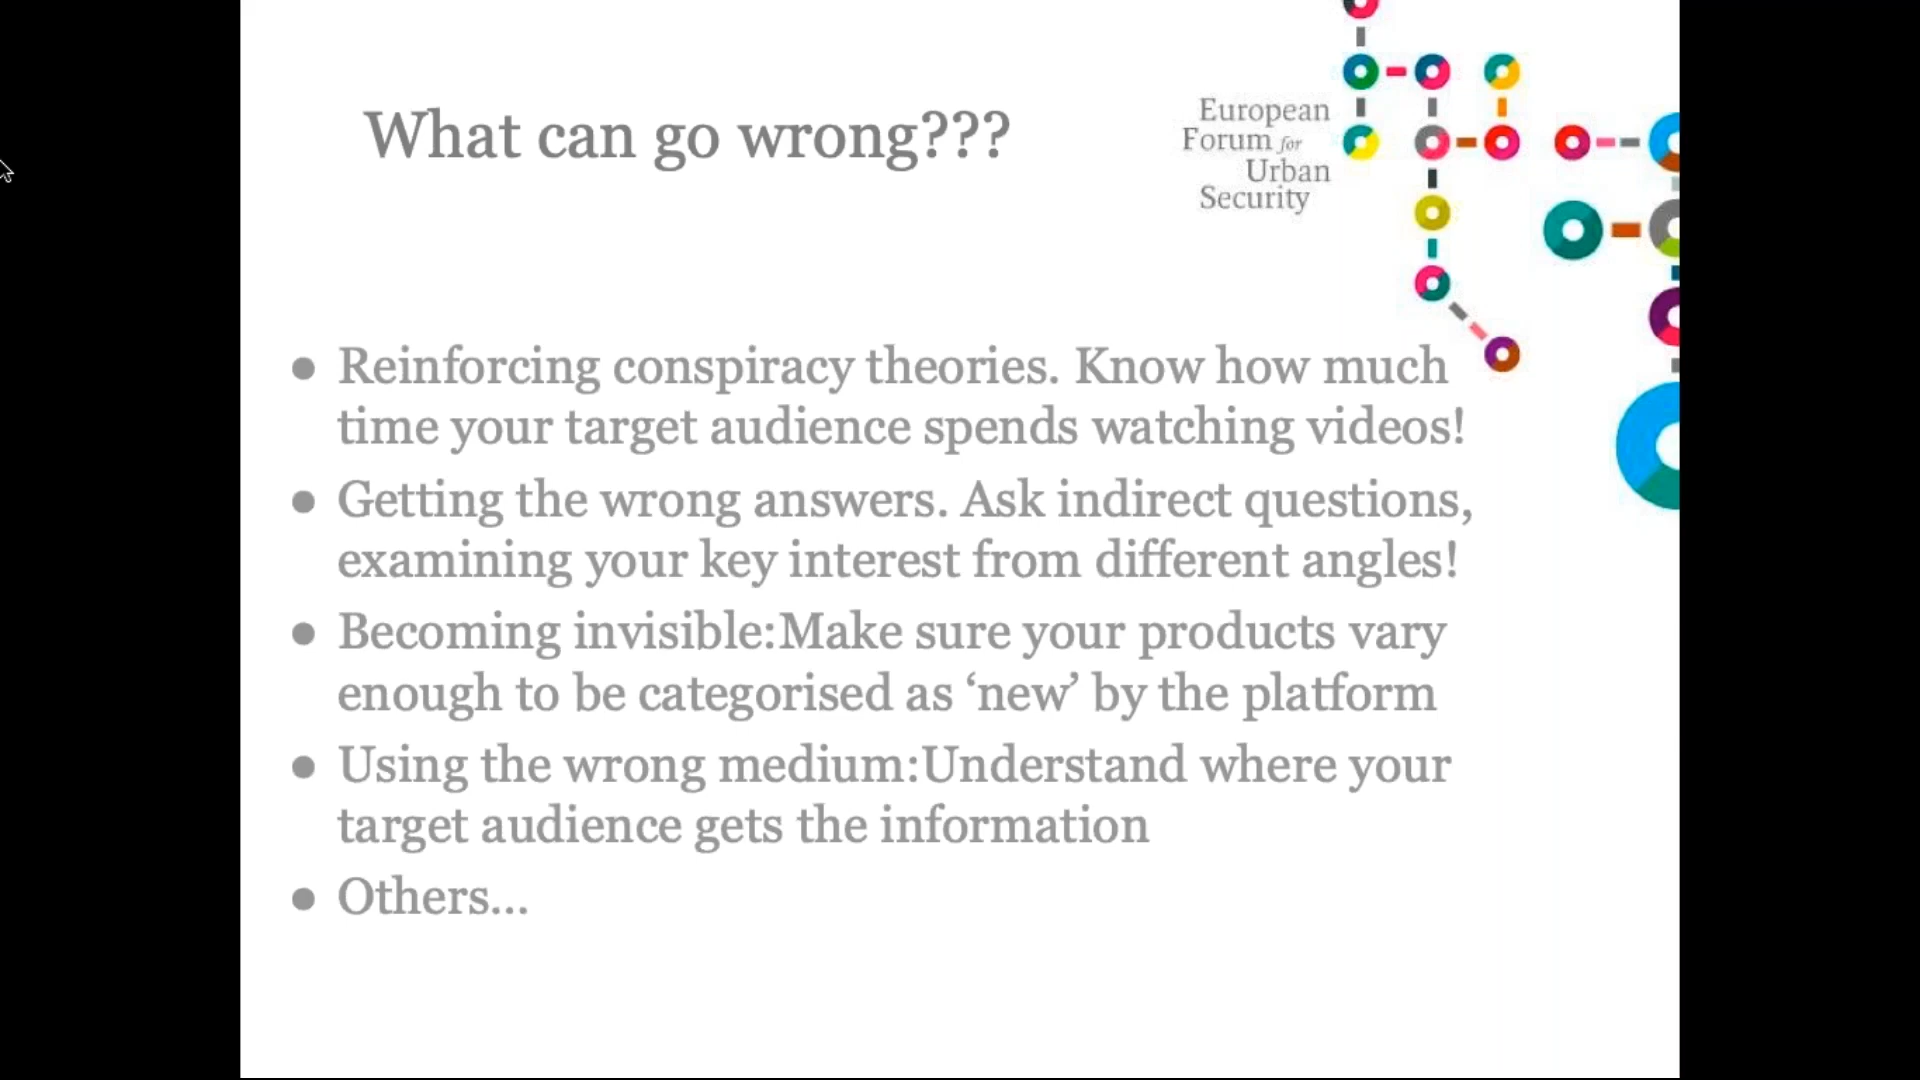 What can go wrong???
European
Forum for
Urban
Security
● Reinforcing conspiracy theories. Know how much
time your target audience spends watching videos!
● Getting the wrong answers. Ask indirect questions,
examining your key interest from different angles!
● Becoming invisible:Make sure your products vary
enough to be categorised as ‘new’ by the platform
● Using the wrong medium:Understand where your
target audience gets the information
● Others...